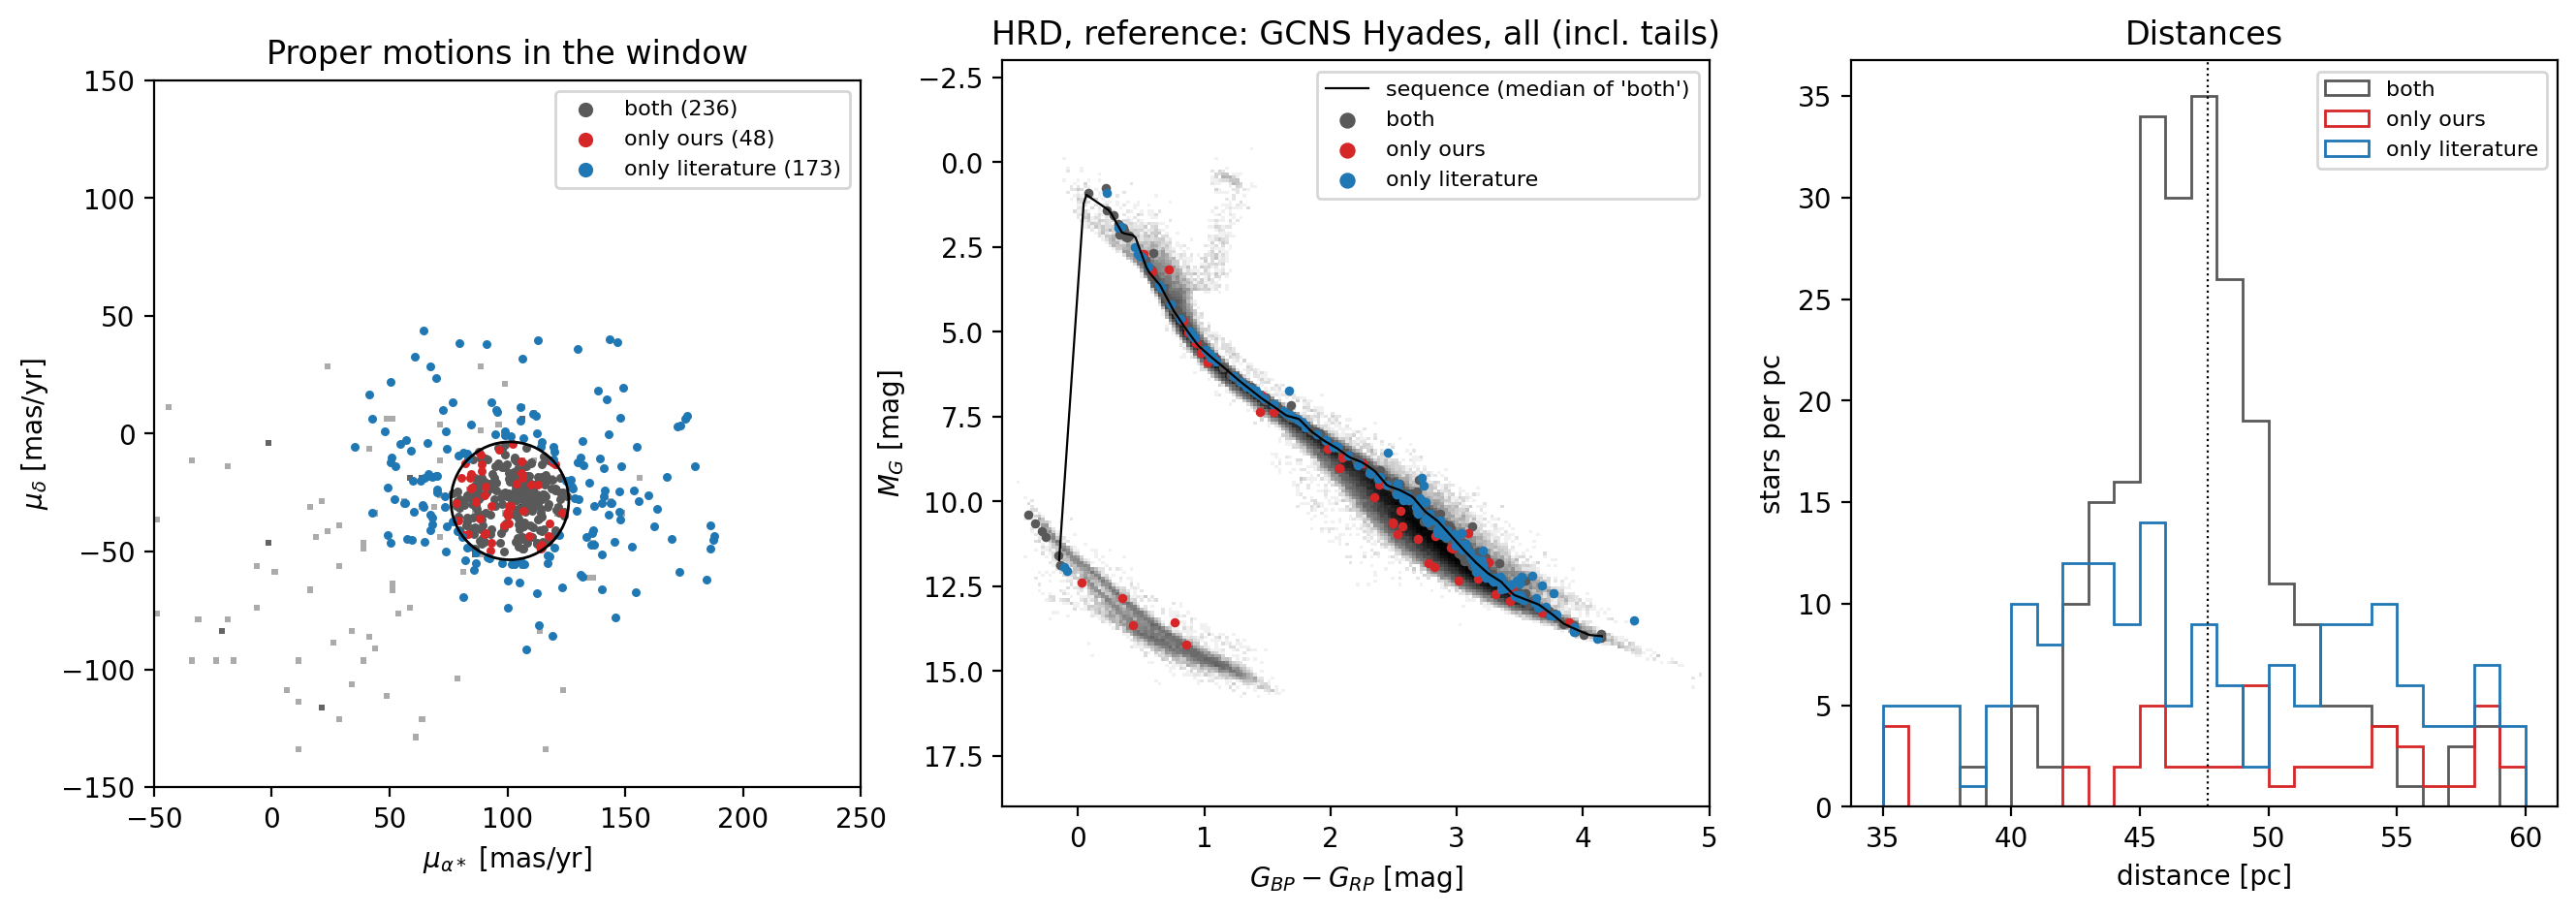 Proper motions in the window
150
100
50
0
−50
−100
−150
−50
0
50
100
150
200
250
μδ [mas/yr]
μα* [mas/yr]
both (236)
only ours (48)
only literature (173)
HRD, reference: GCNS Hyades, all (incl. tails)
−2.5
0.0
2.5
5.0
7.5
10.0
12.5
15.0
17.5
0
1
2
3
4
5
MG [mag]
GBP − GRP [mag]
sequence (median of 'both')
both
only ours
only literature
Distances
35
30
25
20
15
10
5
0
35
40
45
50
55
60
stars per pc
distance [pc]
both
only ours
only literature